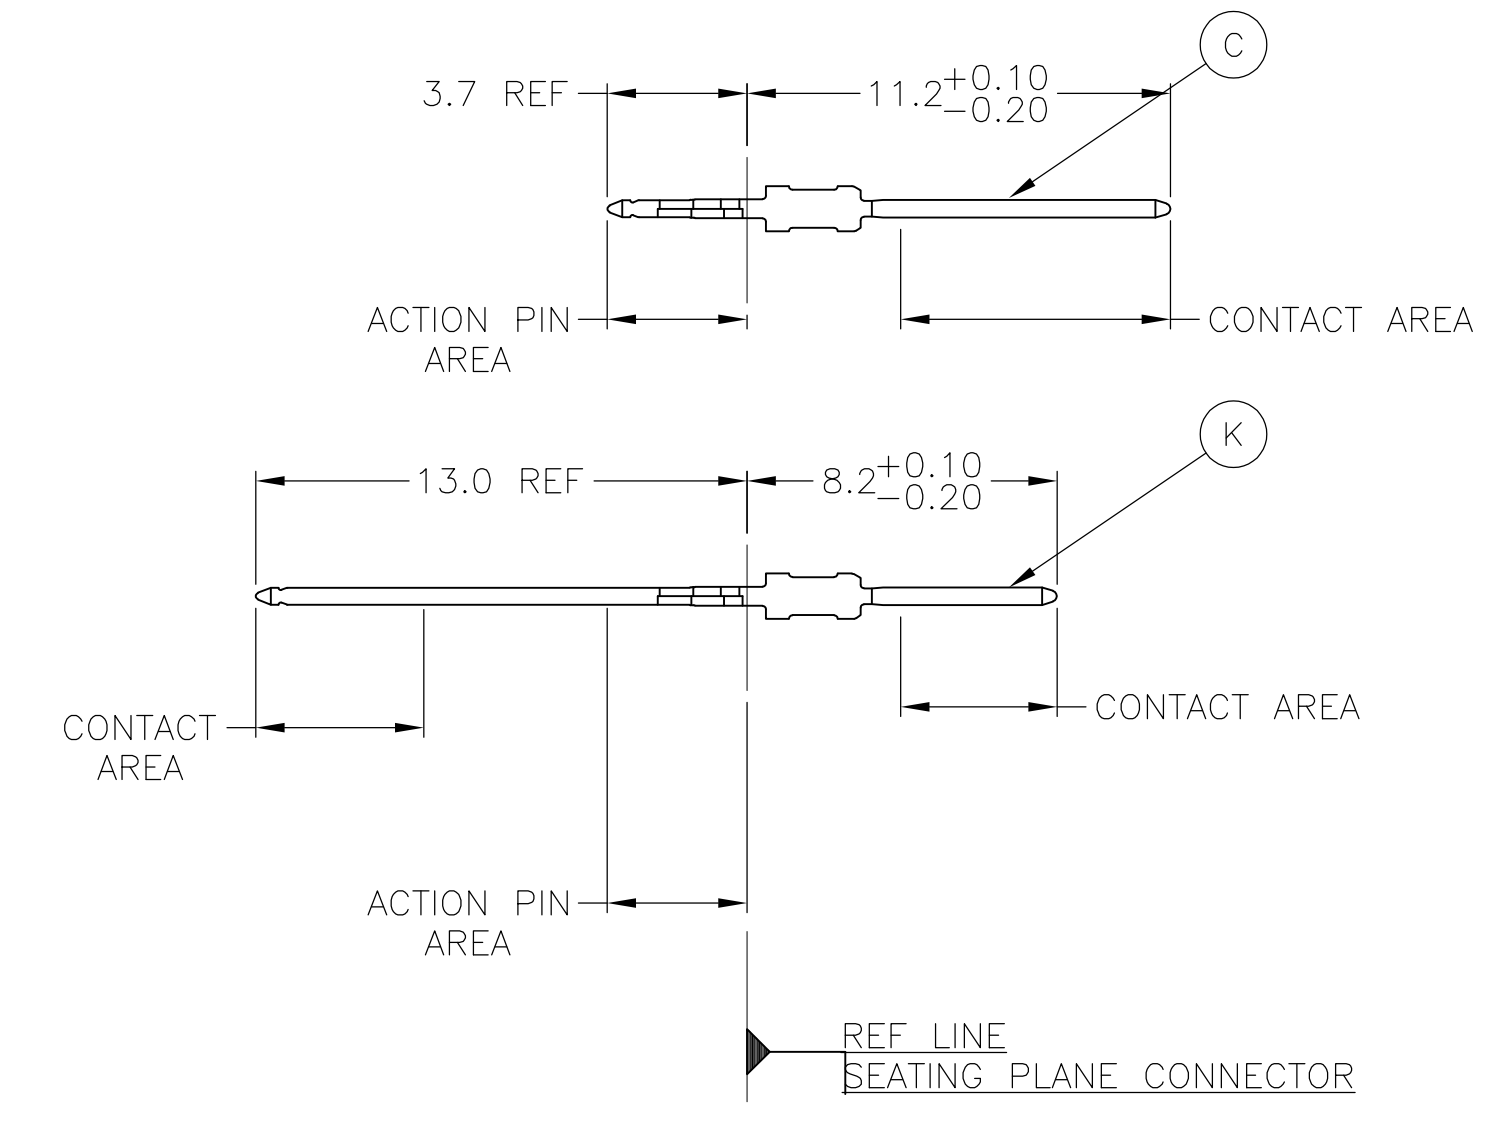 C
3.7 REF
11.2 +0.10
-0.20
ACTION PIN
AREA
CONTACT AREA
K
13.0 REF
8.2 +0.10
-0.20
CONTACT
AREA
CONTACT AREA
ACTION PIN
AREA
REF LINE
SEATING PLANE CONNECTOR